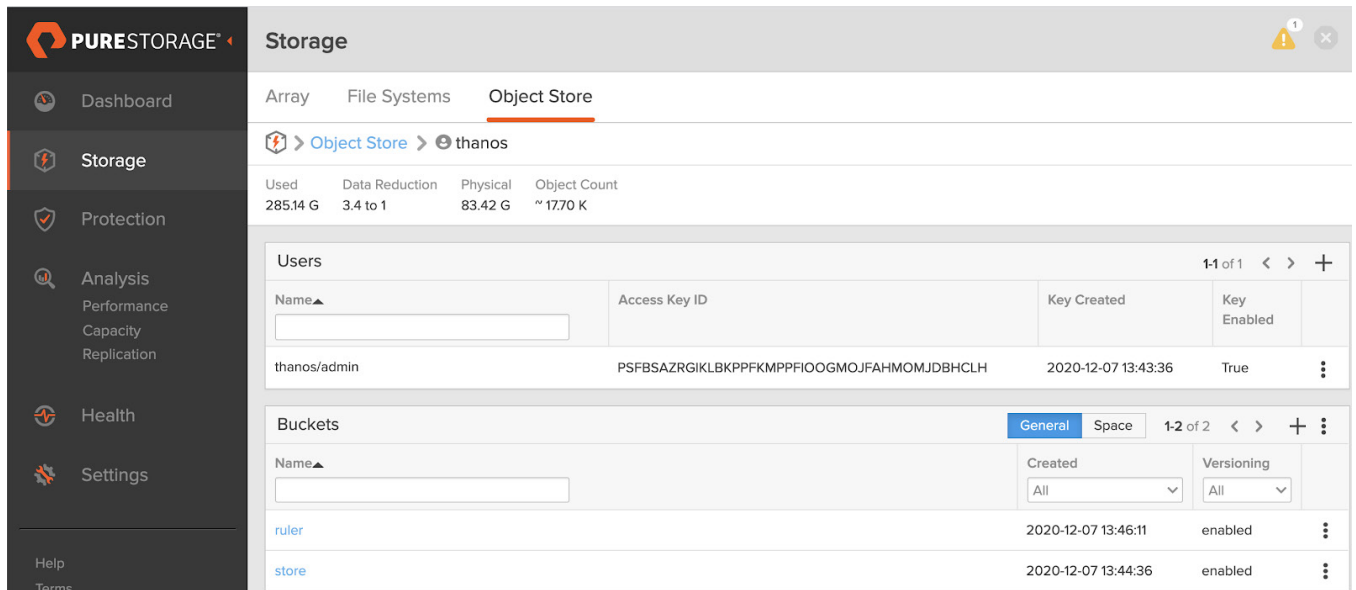 PURESTORAGE®
Dashboard
Storage
Protection
Analysis
Performance
Capacity
Replication
Health
Settings
Help
Terms
Storage
1
Array File Systems Object Store
Object Store thanos
Used Data Reduction Physical Object Count
285.14 G 3.4 to 1 83.42 G ~ 17.70 K
Users 1-1 of 1
Name Access Key ID Key Created Key Enabled
thanos/admin PSFBSAZRGIKLBKPPFKMPPFIOOGMOJFAHMOMJDBHCLH 2020-12-07 13:43:36 True
Buckets General Space 1-2 of 2
Name Created Versioning
All All
ruler 2020-12-07 13:46:11 enabled
store 2020-12-07 13:44:36 enabled